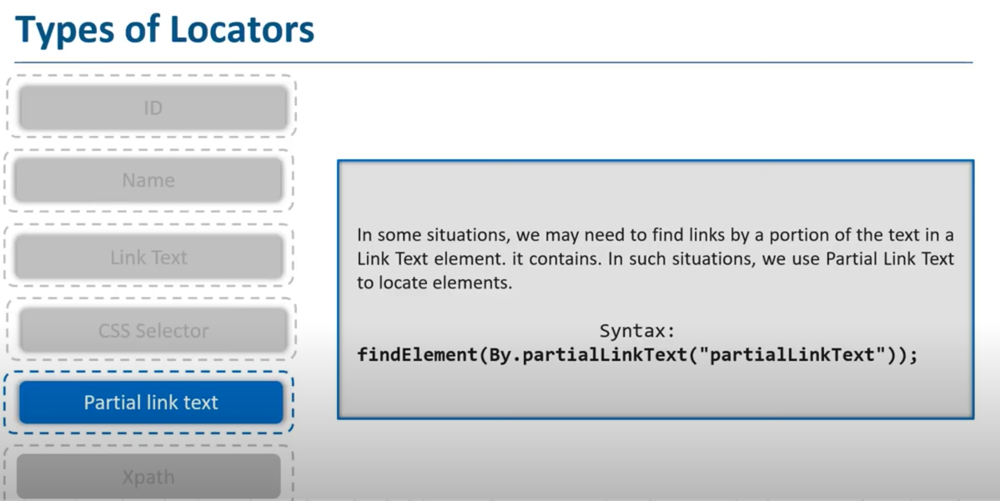 Types of Locators
ID
Name
Link Text
CSS Selector
Partial link text
Xpath
In some situations, we may need to find links by a portion of the text in a
Link Text element. it contains. In such situations, we use Partial Link Text
to locate elements.
Syntax:
findElement(By.partialLinkText("partialLinkText"));